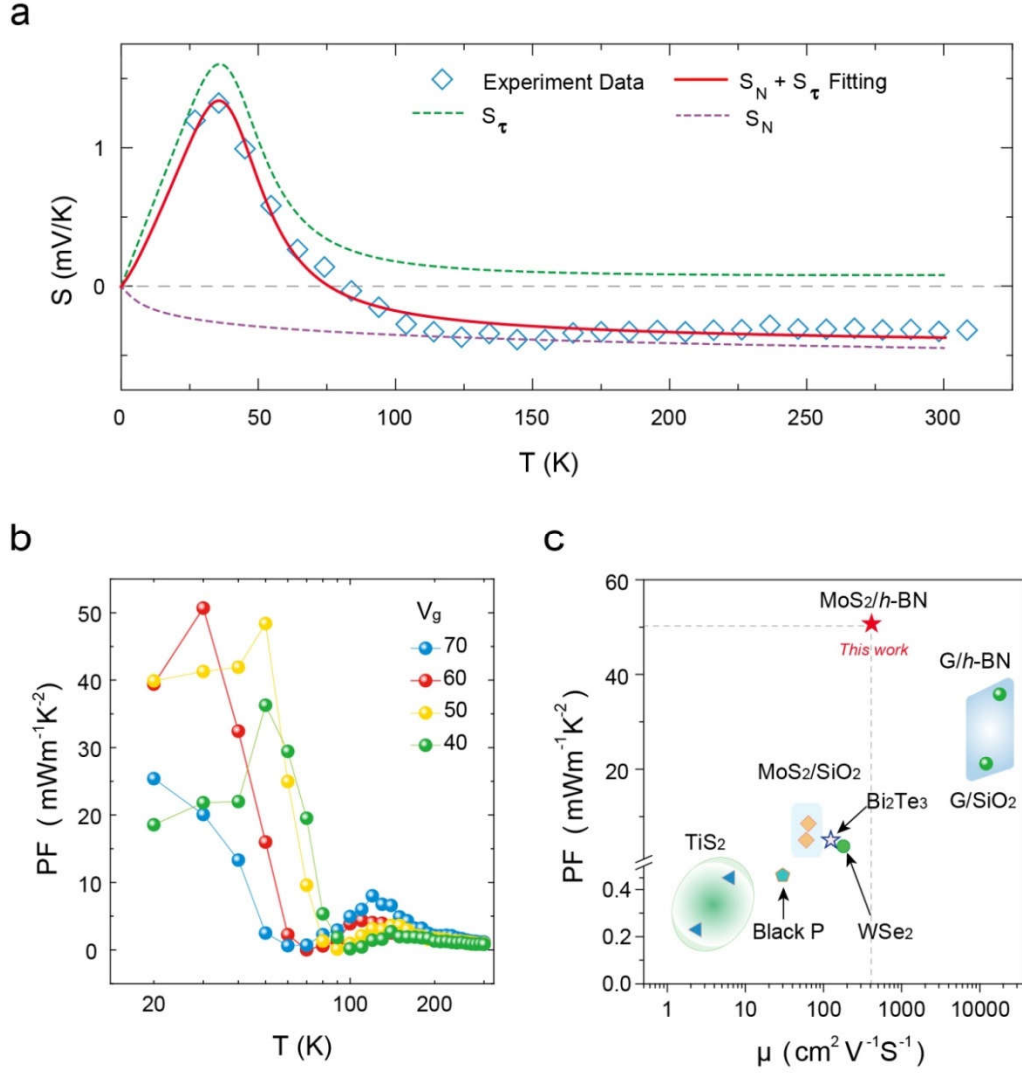 a
Experiment Data
S_N + S_τ Fitting
S_τ
S_N
1
0
S (mV/K)
0 50 100 150 200 250 300
T (K)
b
c
50
40
30
20
10
0
PF ( mWm⁻¹K⁻²)
V_g
70
60
50
40
20 100 200
T (K)
60
40
20
0.4
0.2
0.0
PF ( mWm⁻¹K⁻²)
MoS₂/h-BN
This work
G/h-BN
MoS₂/SiO₂
Bi₂Te₃
G/SiO₂
TiS₂
Black P
WSe₂
1 10 100 1000 10000
μ ( cm² V⁻¹S⁻¹)